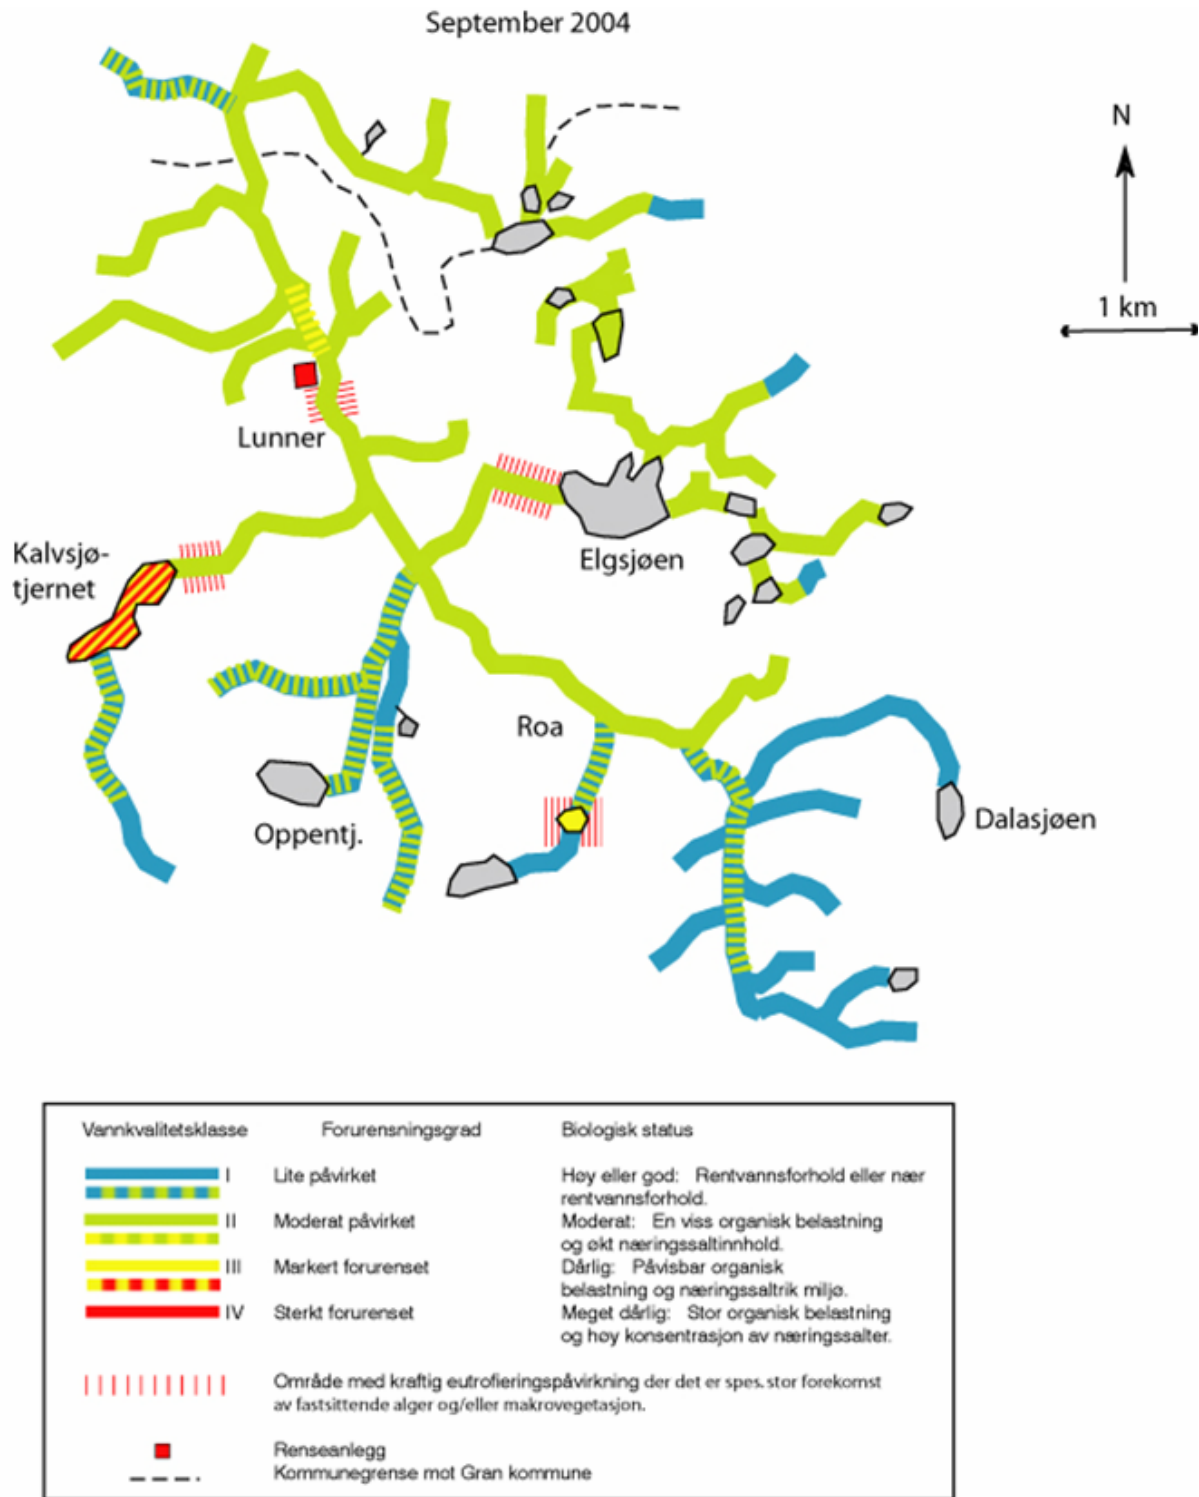 September 2004
N
1 km
Lunner
Elgsjøen
Kalvsjø-
tjernet
Roa
Oppentj.
Dalasjøen
Vannkvalitetsklasse Forurensningsgrad Biologisk status
I Lite påvirket Høy eller god: Rentvannsforhold eller nær
rentvannsforhold.
II Moderat påvirket Moderat: En viss organisk belastning
og økt næringssaltinnhold.
III Markert forurenset Dårlig: Påvisbar organisk
belastning og næringssaltrik miljø.
IV Sterkt forurenset Meget dårlig: Stor organisk belastning
og høy konsentrasjon av næringssalter.
Område med kraftig eutrofieringspåvirkning der det er spes. stor forekomst
av fastsittende alger og/eller makrovegetasjon.
Renseanlegg
Kommunegrense mot Gran kommune